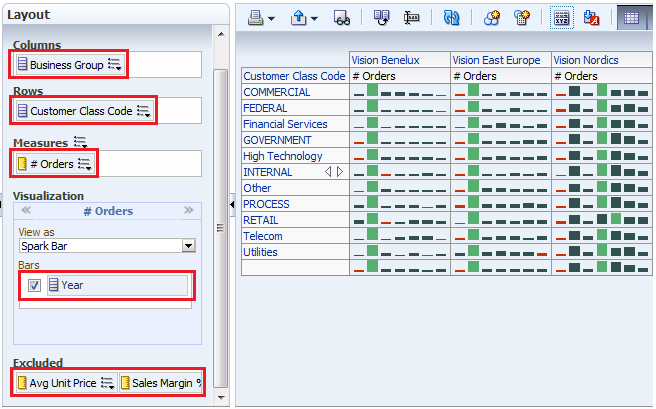 Layout
Columns
Business Group
Rows
Customer Class Code
Measures
# Orders
Visualization
# Orders
View as
Spark Bar
Bars
Year
Excluded
Avg Unit Price Sales Margin %
XYZ
Vision Benelux Vision East Europe Vision Nordics
Customer Class Code # Orders # Orders # Orders
COMMERCIAL
FEDERAL
Financial Services
GOVERNMENT
High Technology
INTERNAL
Other
PROCESS
RETAIL
Telecom
Utilities